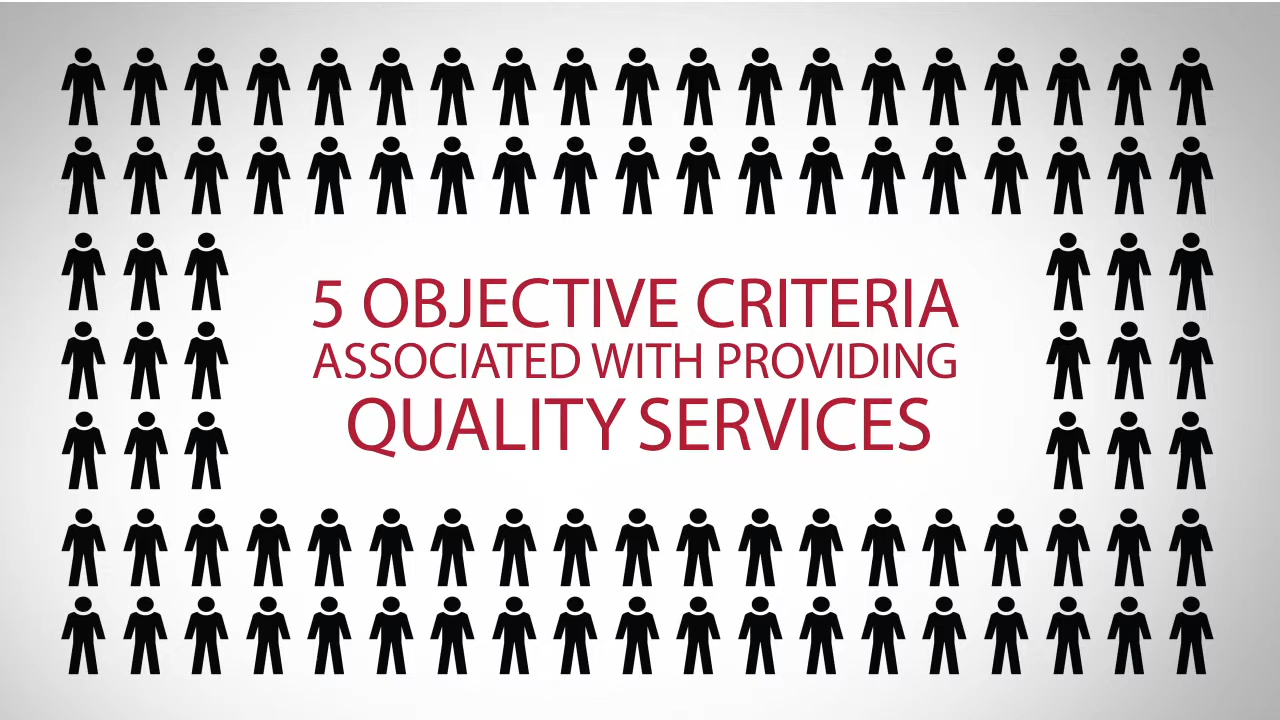 5 OBJECTIVE CRITERIA
ASSOCIATED WITH PROVIDING
QUALITY SERVICES